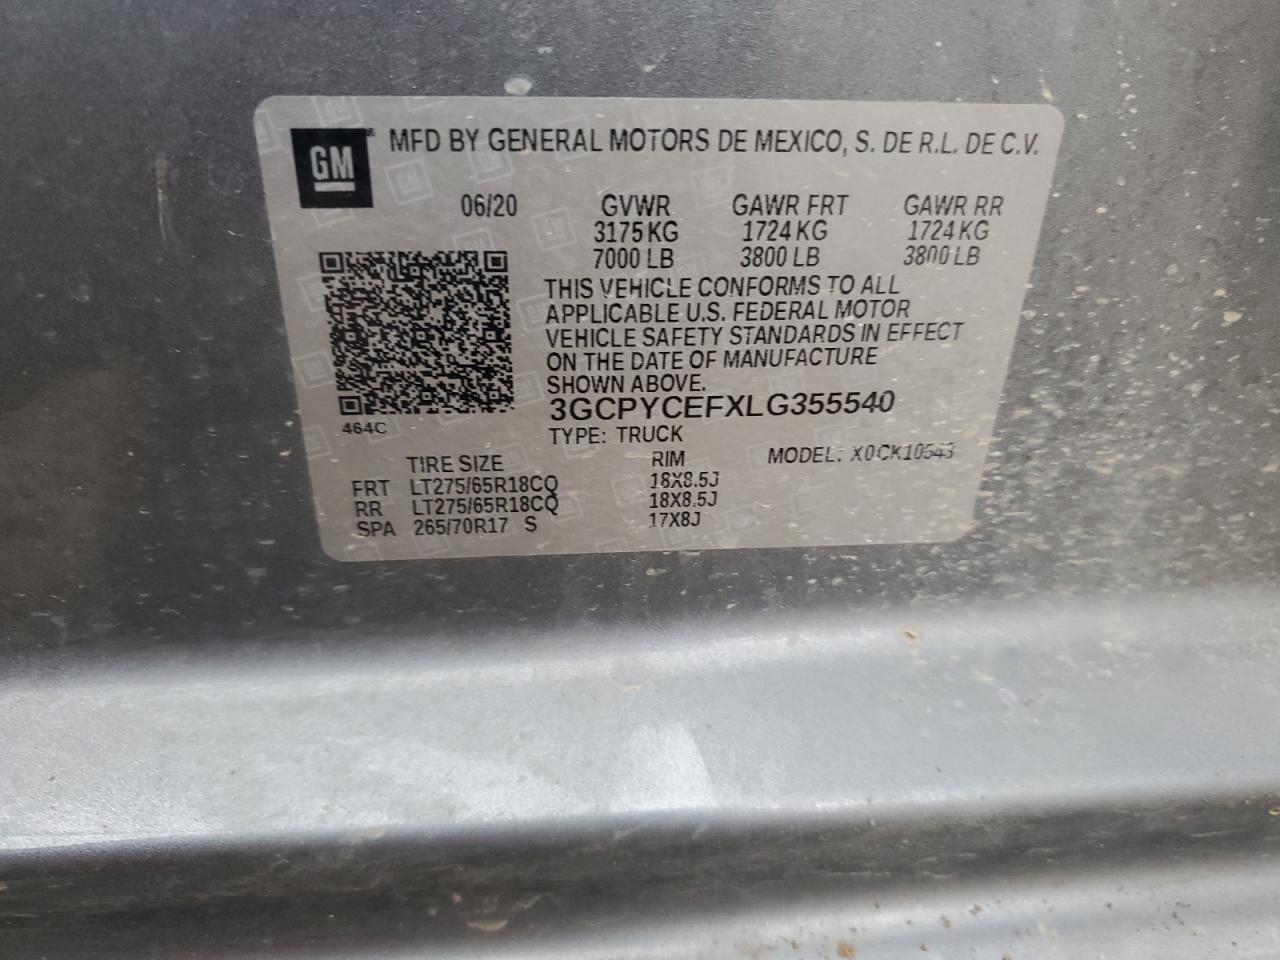 GM
MFD BY GENERAL MOTORS DE MEXICO, S. DE R.L. DE C.V.
06/20 GVWR GAWR FRT GAWR RR
3175 KG 1724 KG 1724 KG
7000 LB 3800 LB 3800 LB
THIS VEHICLE CONFORMS TO ALL
APPLICABLE U.S. FEDERAL MOTOR
VEHICLE SAFETY STANDARDS IN EFFECT
ON THE DATE OF MANUFACTURE
SHOWN ABOVE.
3GCPYCEFXLG355540
464C
TYPE: TRUCK
TIRE SIZE RIM MODEL: X0CK10543
FRT LT275/65R18CQ 18X8.5J
RR LT275/65R18CQ 18X8.5J
SPA 265/70R17 S 17X8J